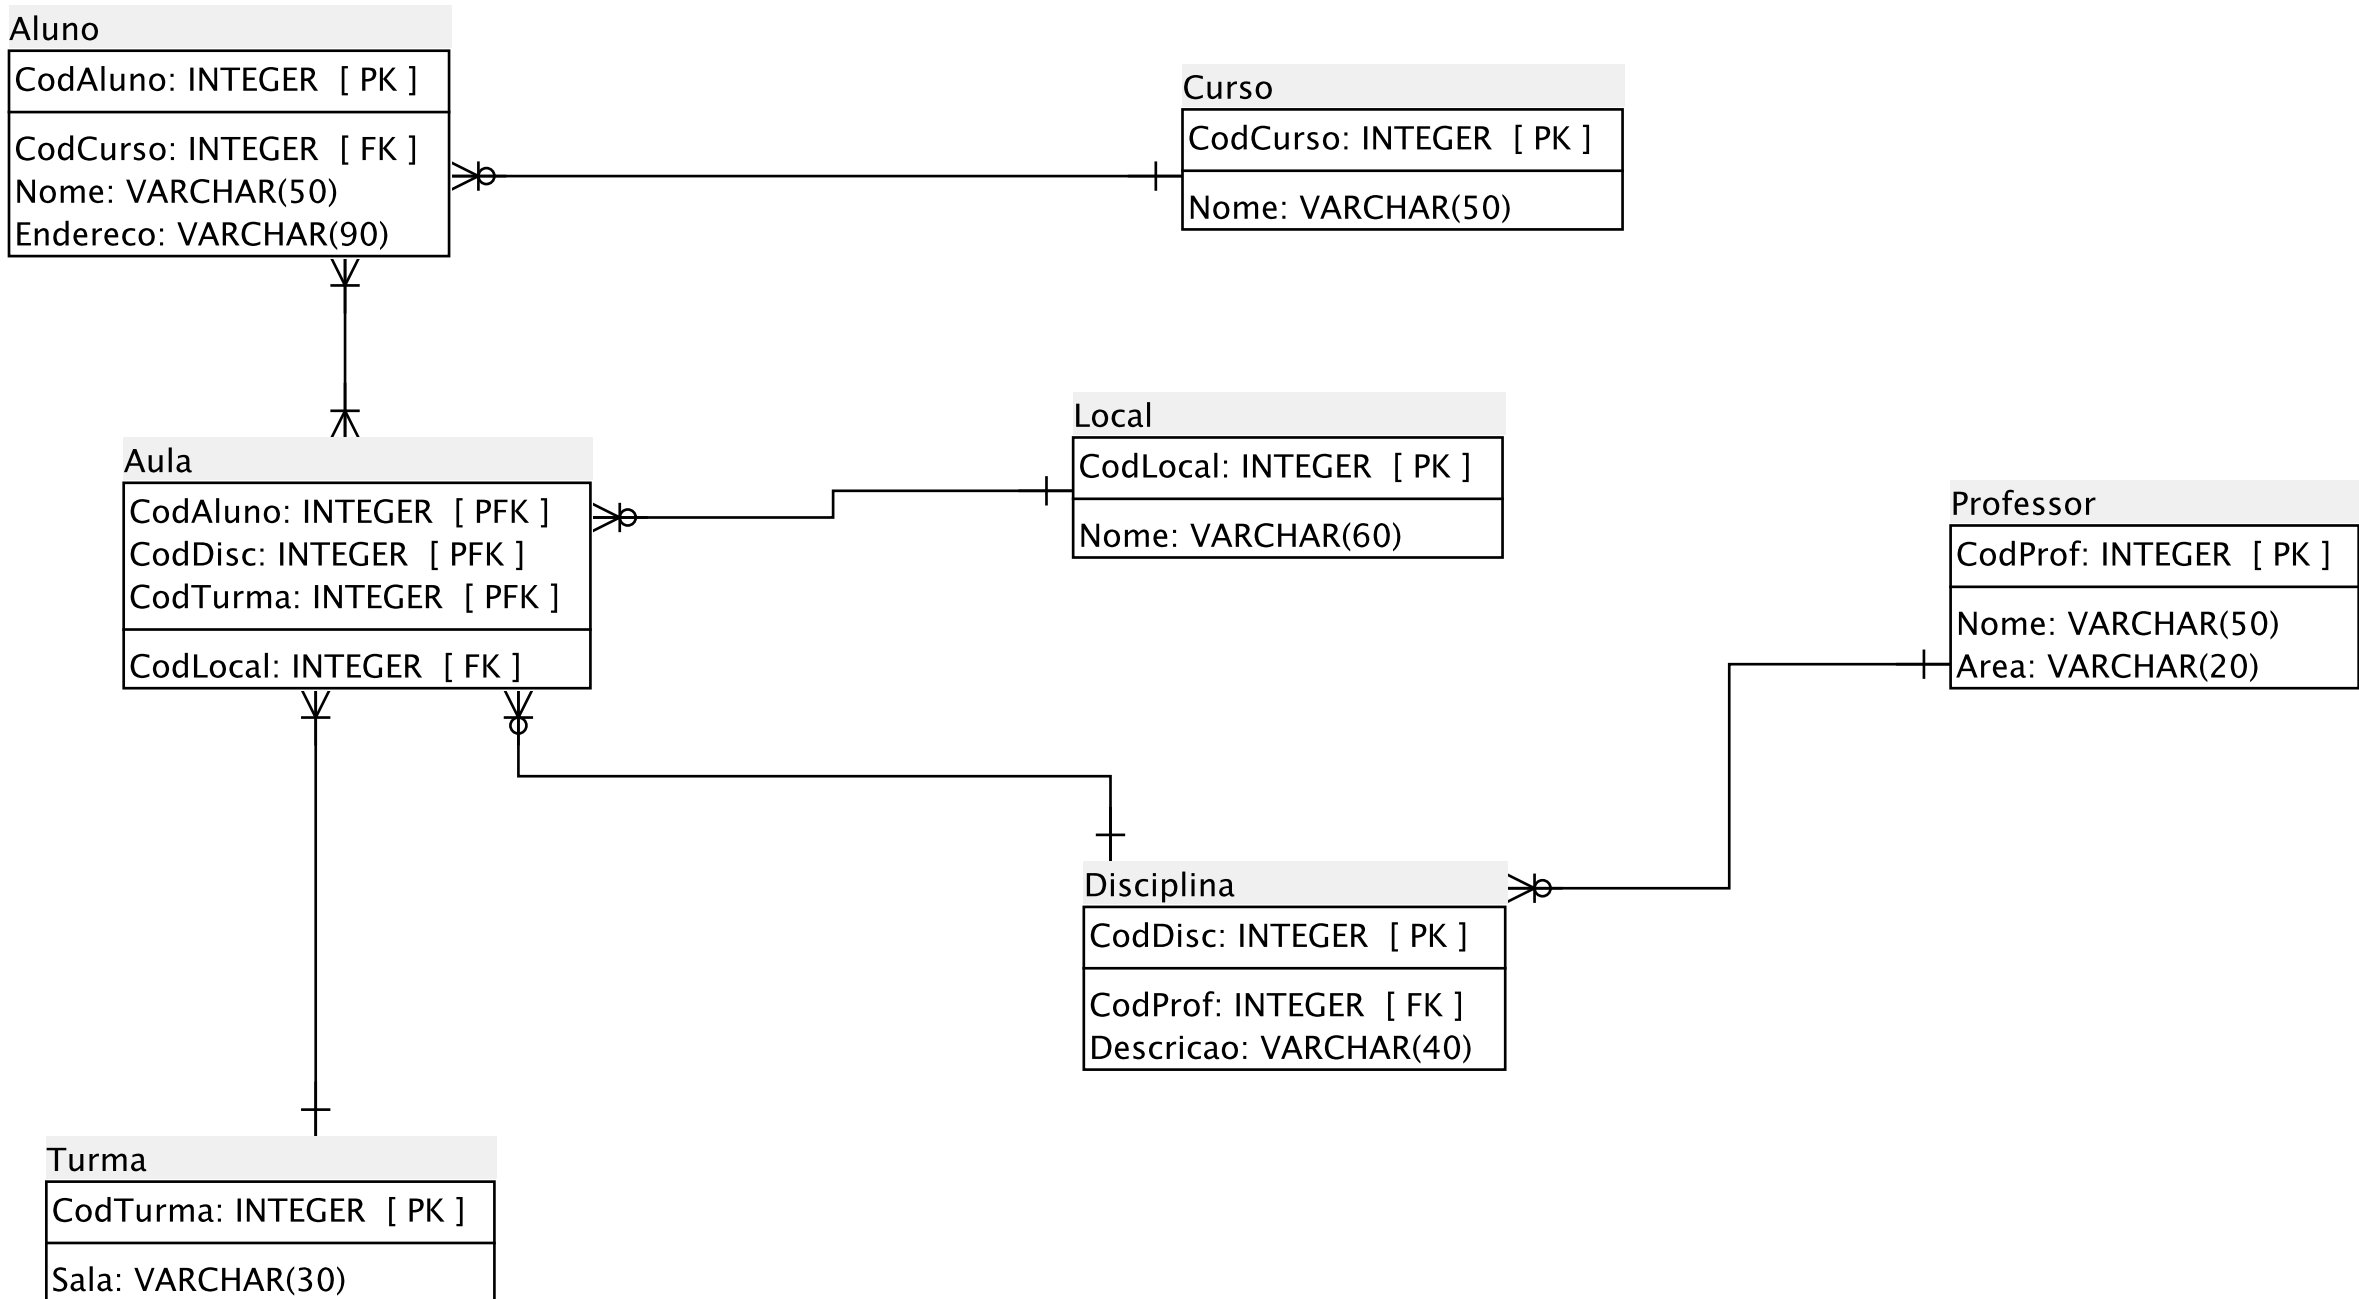 Aluno
CodAluno: INTEGER [ PK ]
CodCurso: INTEGER [ FK ]
Nome: VARCHAR(50)
Endereco: VARCHAR(90)
Curso
CodCurso: INTEGER [ PK ]
Nome: VARCHAR(50)
Aula
CodAluno: INTEGER [ PFK ]
CodDisc: INTEGER [ PFK ]
CodTurma: INTEGER [ PFK ]
CodLocal: INTEGER [ FK ]
Local
CodLocal: INTEGER [ PK ]
Nome: VARCHAR(60)
Professor
CodProf: INTEGER [ PK ]
Nome: VARCHAR(50)
Area: VARCHAR(20)
Disciplina
CodDisc: INTEGER [ PK ]
CodProf: INTEGER [ FK ]
Descricao: VARCHAR(40)
Turma
CodTurma: INTEGER [ PK ]
Sala: VARCHAR(30)